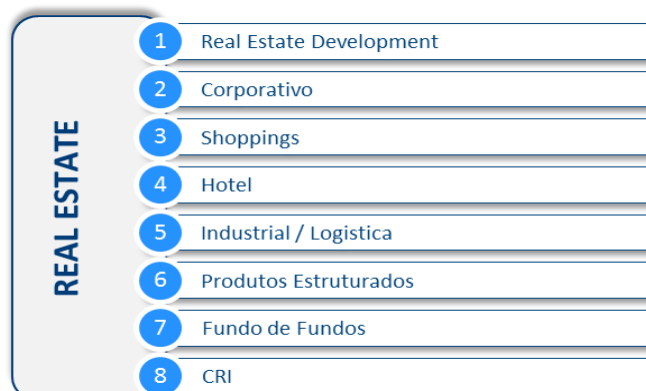 REAL ESTATE
1 Real Estate Development
2 Corporativo
3 Shoppings
4 Hotel
5 Industrial / Logistica
6 Produtos Estruturados
7 Fundo de Fundos
8 CRI